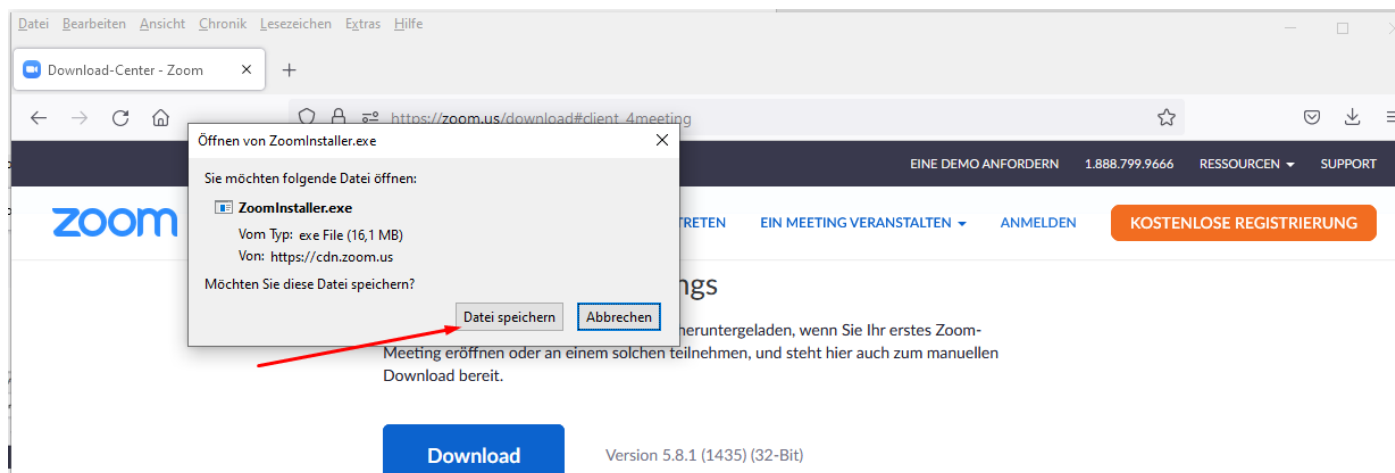 Datei Bearbeiten Ansicht Chronik Lesezeichen Extras Hilfe
Download-Center - Zoom
https://zoom.us/download#client_4meeting
Öffnen von ZoomInstaller.exe
EINE DEMO ANFORDERN 1.888.799.9666 RESSOURCEN SUPPORT
Sie möchten folgende Datei öffnen:
ZoomInstaller.exe
zoom
EIN MEETING VERANSTALTEN ANMELDEN KOSTENLOSE REGISTRIERUNG
Vom Typ: exe File (16,1 MB)
Von: https://cdn.zoom.us
Möchten Sie diese Datei speichern?
Datei speichern Abbrechen
heruntergeladen, wenn Sie Ihr erstes Zoom-
Meeting eröffnen oder an einem solchen teilnehmen, und steht hier auch zum manuellen
Download bereit.
Download Version 5.8.1 (1435) (32-Bit)